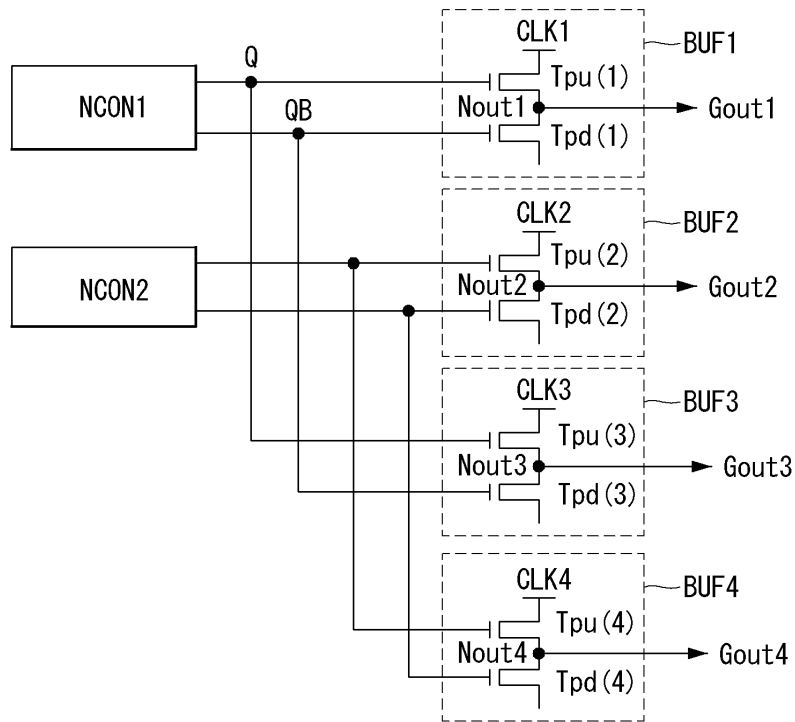 CLK1
BUF1
Q
Tpu(1)
NCON1
Nout1
Gout1
QB
Tpd(1)
CLK2
BUF2
Tpu(2)
NCON2
Nout2
Gout2
Tpd(2)
CLK3
BUF3
Tpu(3)
Nout3
Gout3
Tpd(3)
CLK4
BUF4
Tpu(4)
Nout4
Gout4
Tpd(4)